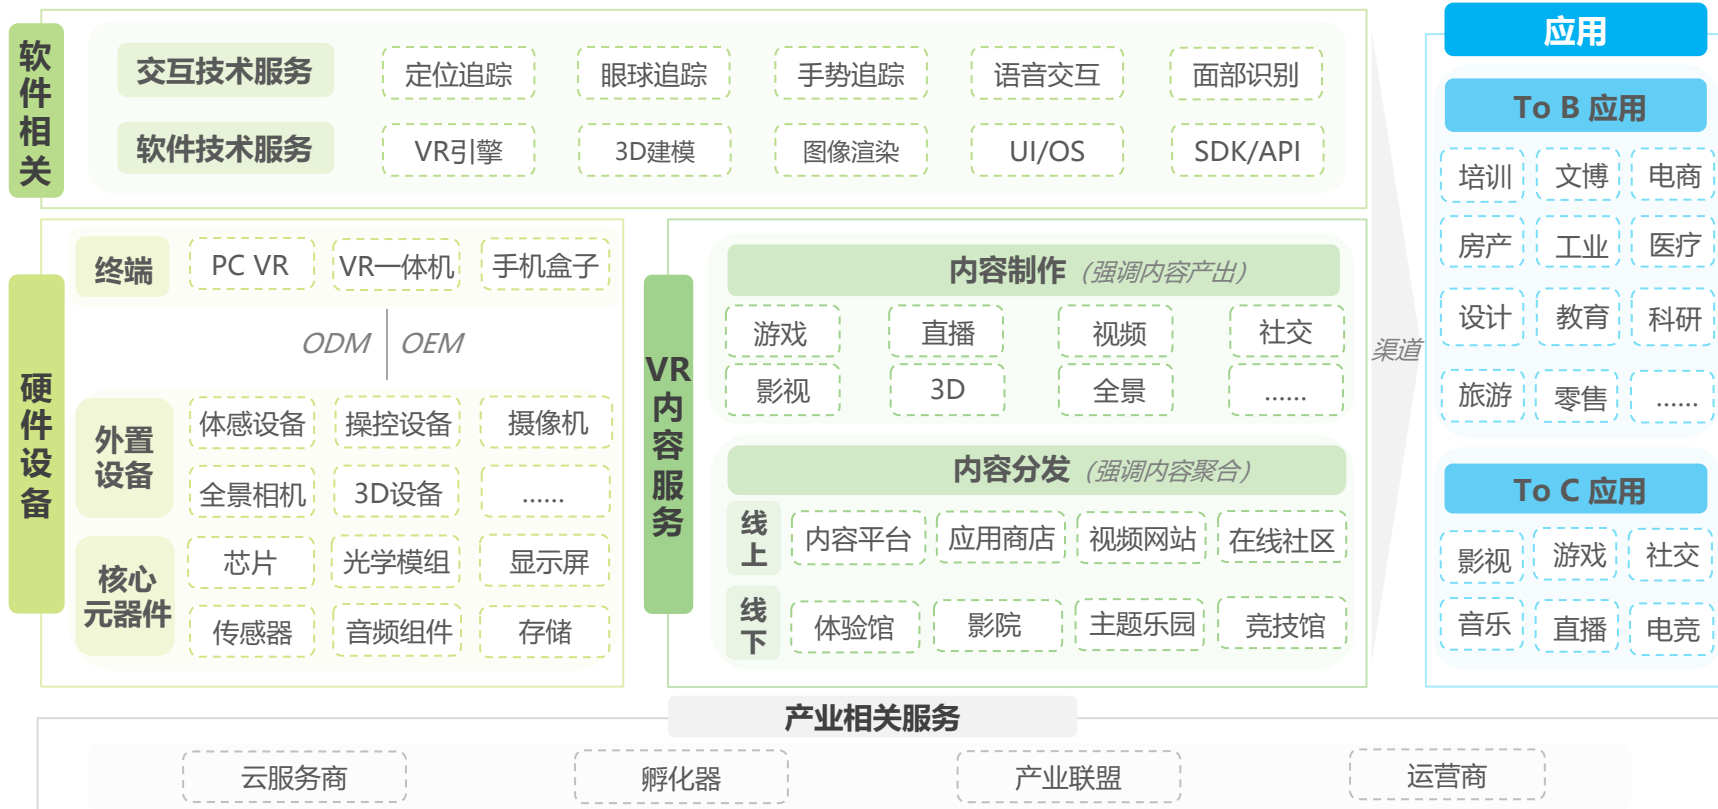 软件相关
交互技术服务 定位追踪 眼球追踪 手势追踪 语音交互 面部识别
软件技术服务 VR引擎 3D建模 图像渲染 UI/OS SDK/API
硬件设备
终端 PC VR VR一体机 手机盒子
ODM OEM
外置设备
体感设备 操控设备 摄像机
全景相机 3D设备 ......
核心元器件
芯片 光学模组 显示屏
传感器 音频组件 存储
VR内容服务
内容制作 (强调内容产出)
游戏 直播 视频 社交
影视 3D 全景 ......
内容分发 (强调内容聚合)
线上 内容平台 应用商店 视频网站 在线社区
线下 体验馆 影院 主题乐园 竞技馆
渠道
应用
To B 应用
培训 文博 电商
房产 工业 医疗
设计 教育 科研
旅游 零售 ......
To C 应用
影视 游戏 社交
音乐 直播 电竞
产业相关服务
云服务商 孵化器 产业联盟 运营商